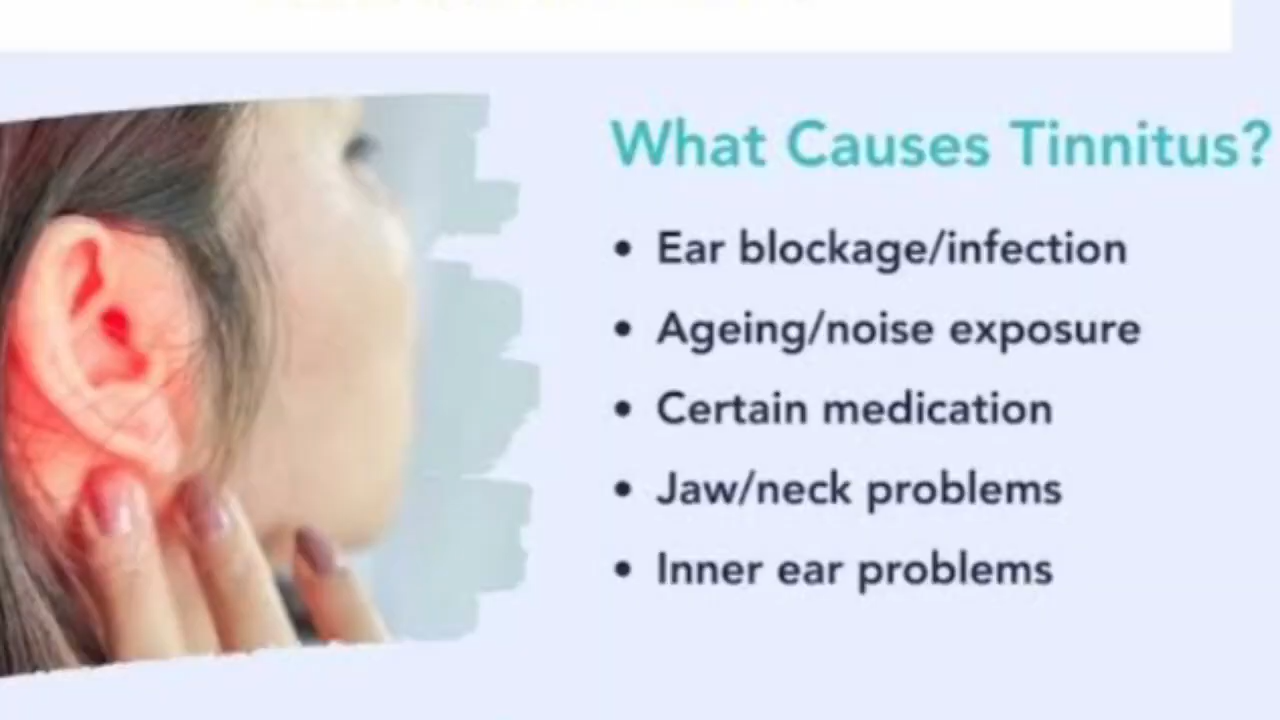 What Causes Tinnitus?
• Ear blockage/infection
• Ageing/noise exposure
• Certain medication
• Jaw/neck problems
• Inner ear problems